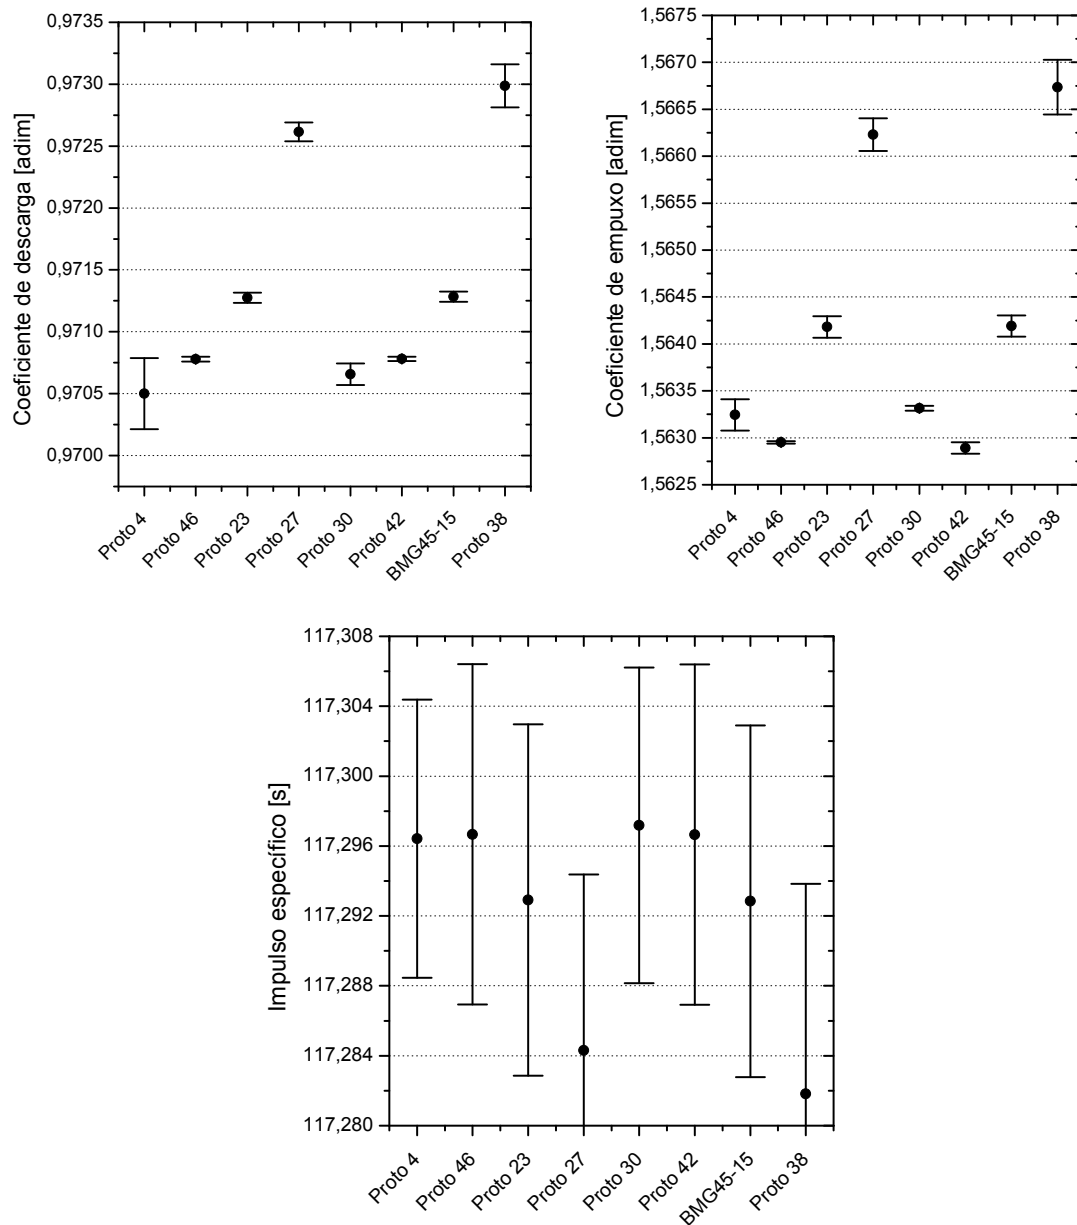 Coeficiente de descarga [adim]
0,9735
0,9730
0,9725
0,9720
0,9715
0,9710
0,9705
0,9700
Proto 4
Proto 46
Proto 23
Proto 27
Proto 30
Proto 42
BMG45-15
Proto 38
Coeficiente de empuxo [adim]
1,5675
1,5670
1,5665
1,5660
1,5655
1,5650
1,5645
1,5640
1,5635
1,5630
1,5625
Proto 4
Proto 46
Proto 23
Proto 27
Proto 30
Proto 42
BMG45-15
Proto 38
Impulso específico [s]
117,308
117,304
117,300
117,296
117,292
117,288
117,284
117,280
Proto 4
Proto 46
Proto 23
Proto 27
Proto 30
Proto 42
BMG45-15
Proto 38